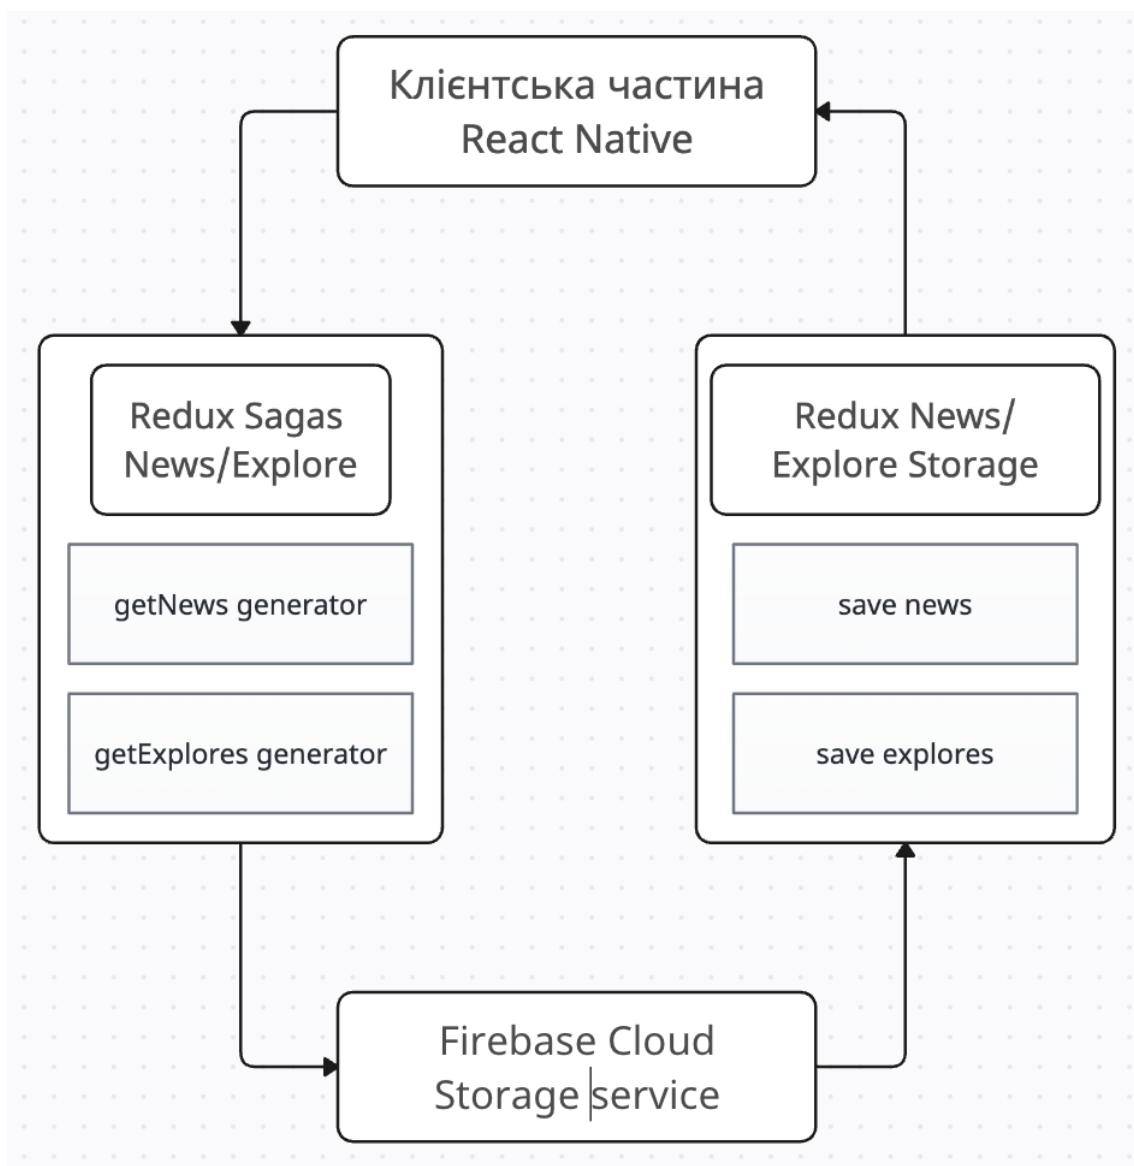 Клієнтська частина
React Native
Redux Sagas
News/Explore
getNews generator
getExplores generator
Redux News/
Explore Storage
save news
save explores
Firebase Cloud
Storage service